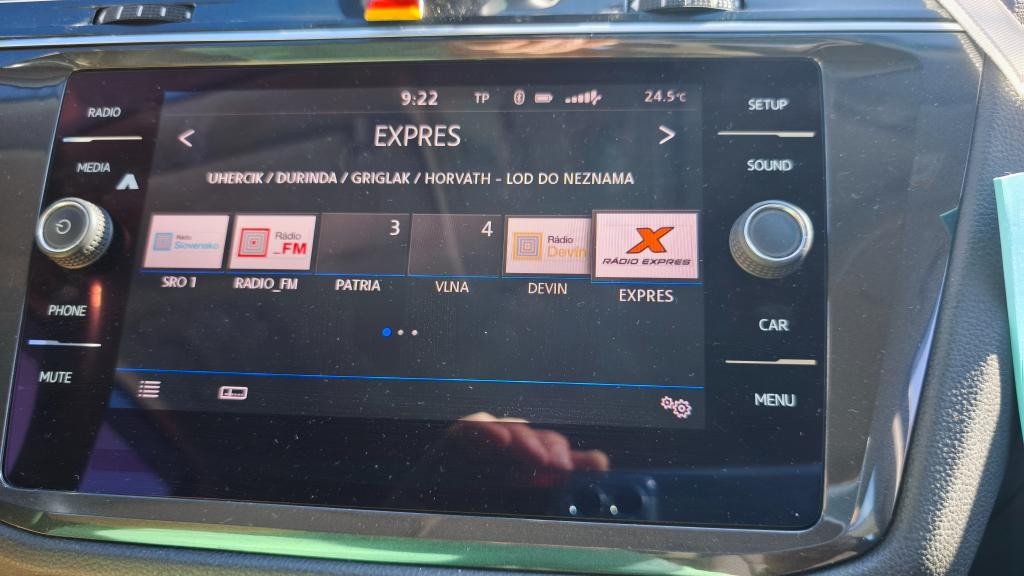 RADIO
MEDIA
PHONE
MUTE
9:22 TP 24.5°C
< EXPRES >
UHERCIK / DURINDA / GRIGLAK / HORVATH - LOD DO NEZNAMA
Rádio Slovensko
Rádio _FM
3
4
Rádio Devín
X RÁDIO EXPRES
SRO 1
RADIO_FM
PATRIA
VLNA
DEVIN
EXPRES
SETUP
SOUND
CAR
MENU